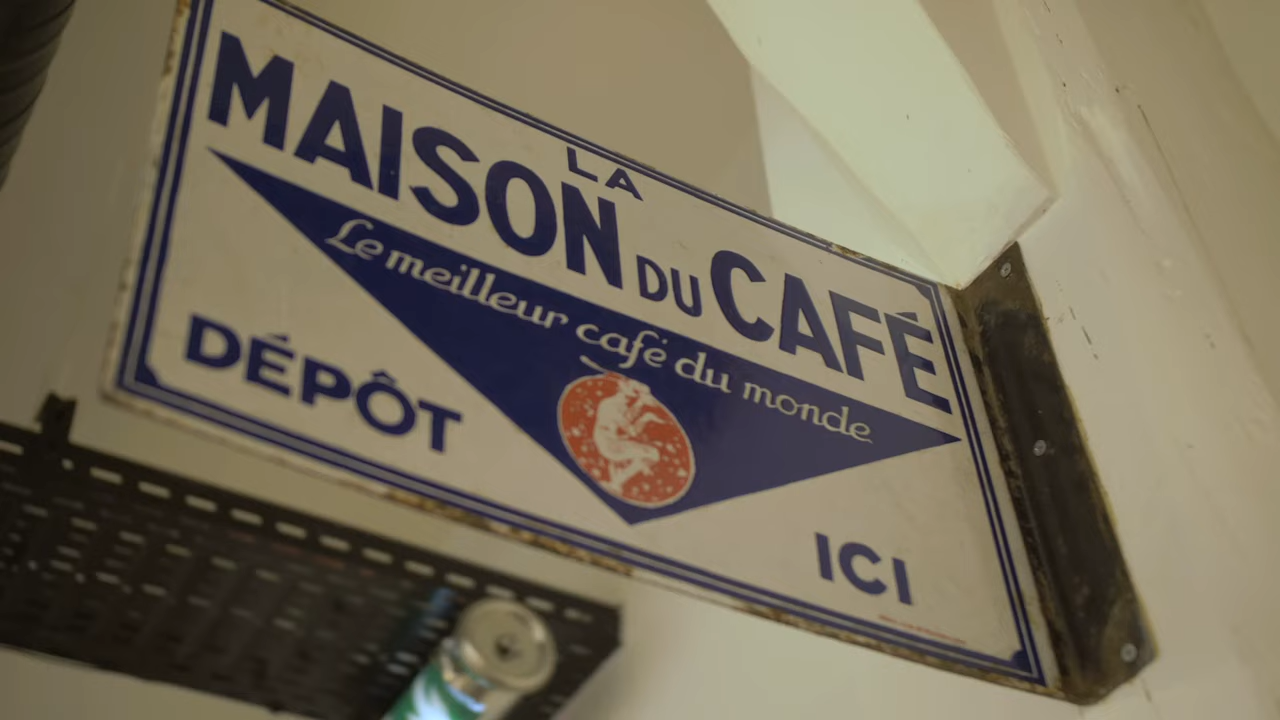 LA
MAISON DU CAFÉ
Le meilleur café du monde
DÉPÔT
ICI